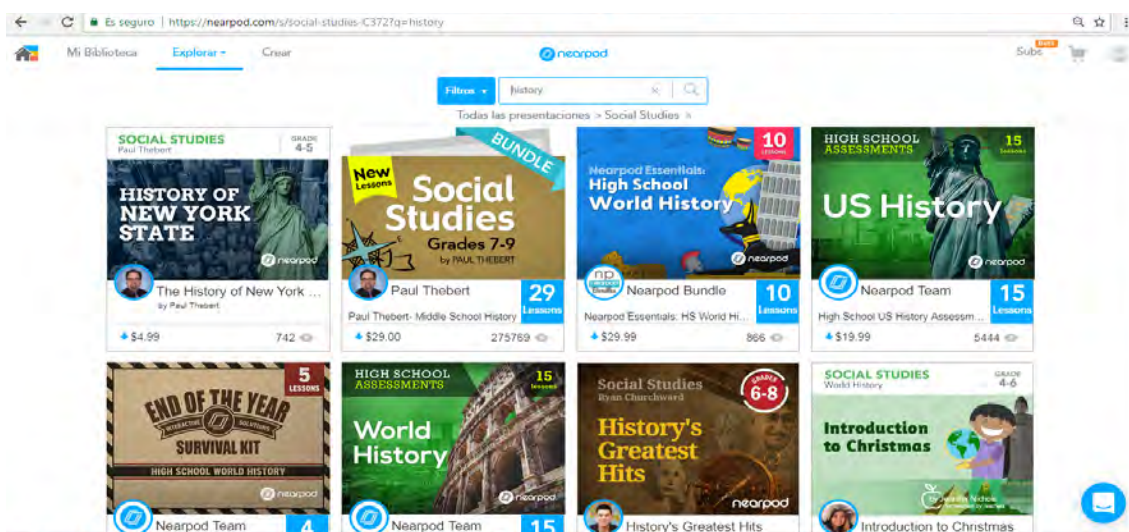 Es seguro | https://nearpod.com/s/social-studies-C372?q=history
Mi Biblioteca Explorar Crear nearpod Subs
Filtros history
Todas las presentaciones > Social Studies x
SOCIAL STUDIES
Paul Thebert
GRADE
4-5
HISTORY OF
NEW YORK
STATE
nearpod
The History of New York ...
by Paul Thebert
$4.99 742
BUNDLE
New
Lessons
Social
Studies
Grades 7-9
by PAUL THEBERT
Paul Thebert
29
Lessons
Paul Thebert- Middle School History
$29.00 275769
10
LESSONS
Nearpod Essentials:
High School
World History
nearpod
np
Nearpod Bundle
10
Lessons
Nearpod Essentials: HS World Hi...
$29.99 866
HIGH SCHOOL
ASSESSMENTS
15
lessons
US History
nearpod
Nearpod Team
15
Lessons
High School US History Assessm...
$19.99 5444
5
LESSONS
END OF THE YEAR
INTERACTIVE SOLUTIONS
SURVIVAL KIT
HIGH SCHOOL WORLD HISTORY
nearpod
Nearpod Team
4
HIGH SCHOOL
ASSESSMENTS
15
lessons
World
History
nearpod
Nearpod Team
15
Social Studies
Ryan Churchward
GRADES
6-8
History's
Greatest
Hits
nearpod
History's Greatest Hits
SOCIAL STUDIES
World History
GRADE
4-6
Introduction
to Christmas
Introduction to Christmas